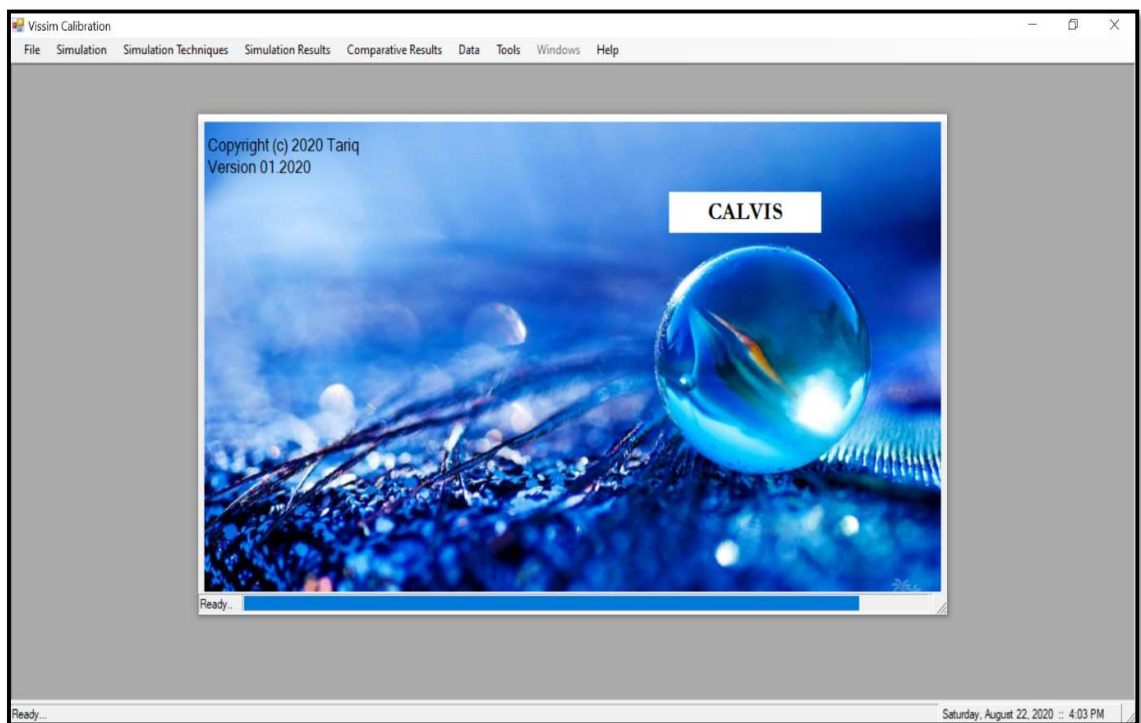 Vissim Calibration
File Simulation Simulation Techniques Simulation Results Comparative Results Data Tools Windows Help
Copyright (c) 2020 Tariq
Version 01.2020
CALVIS
Ready..
Ready... Saturday, August 22, 2020 :: 4:03 PM